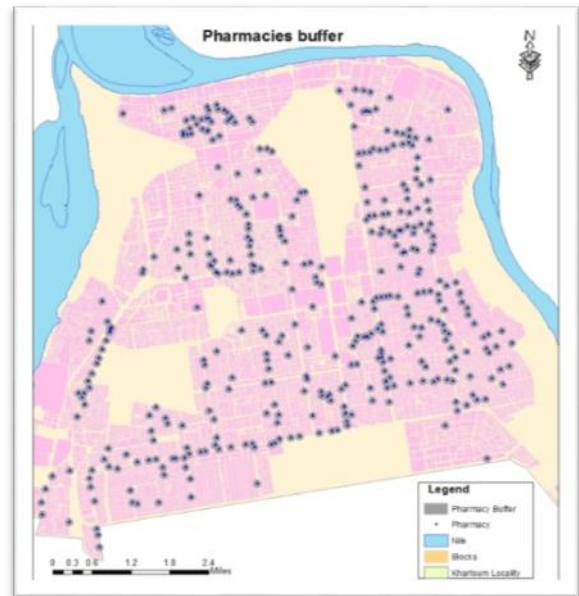 Pharmacies buffer
N
Legend
Pharmacy Buffer
Pharmacy
Nile
Blocks
Khartoum Locality
0 0.3 0.6 1.2 1.8 2.4
Miles